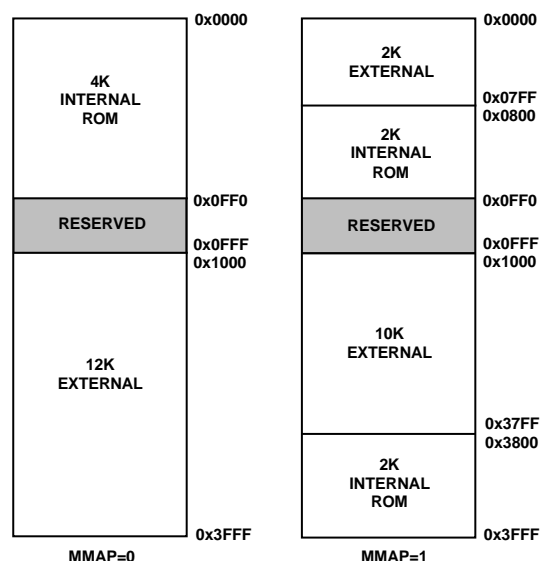 0x0000
4K
INTERNAL
ROM
0x0FF0
RESERVED
0x0FFF
0x1000
12K
EXTERNAL
0x3FFF
MMAP=0
0x0000
2K
EXTERNAL
0x07FF
0x0800
2K
INTERNAL
ROM
0x0FF0
RESERVED
0x0FFF
0x1000
10K
EXTERNAL
0x37FF
0x3800
2K
INTERNAL
ROM
0x3FFF
MMAP=1